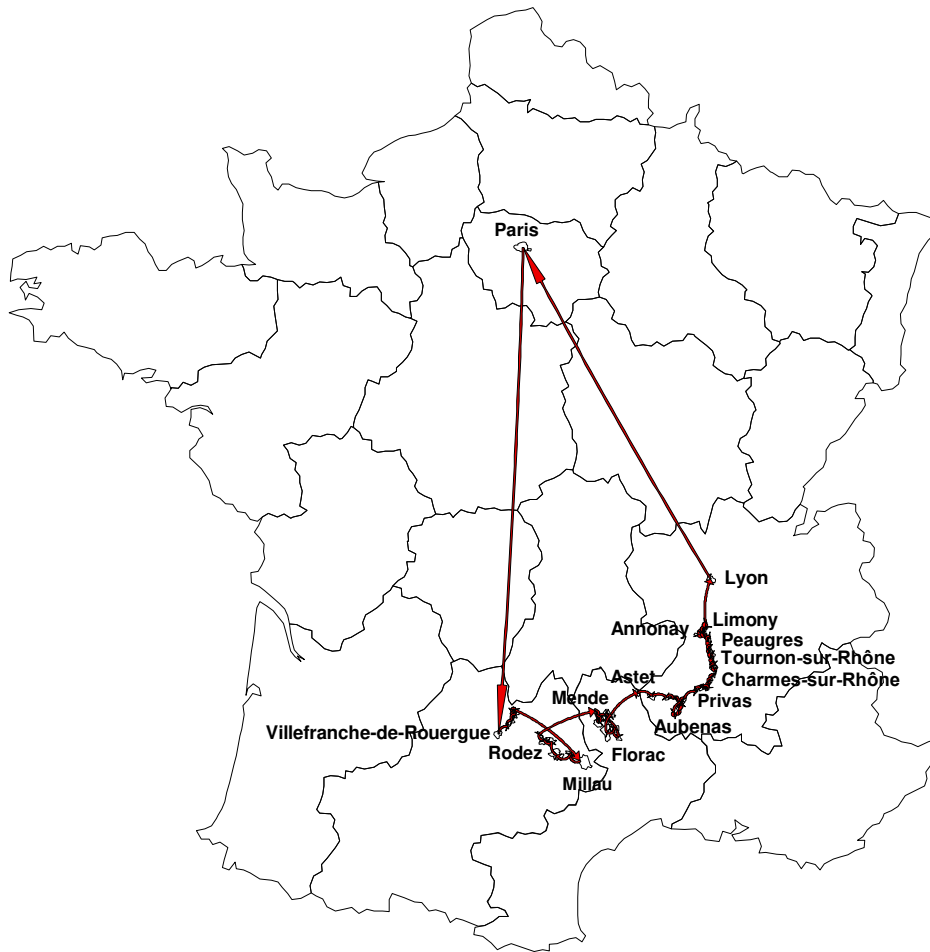 Paris
Lyon
Limony
Annonay
Peaugres
Tournon-sur-Rhône
Astet
Charmes-sur-Rhône
Mende
Privas
Aubenas
Villefranche-de-Rouergue
Rodez
Florac
Millau